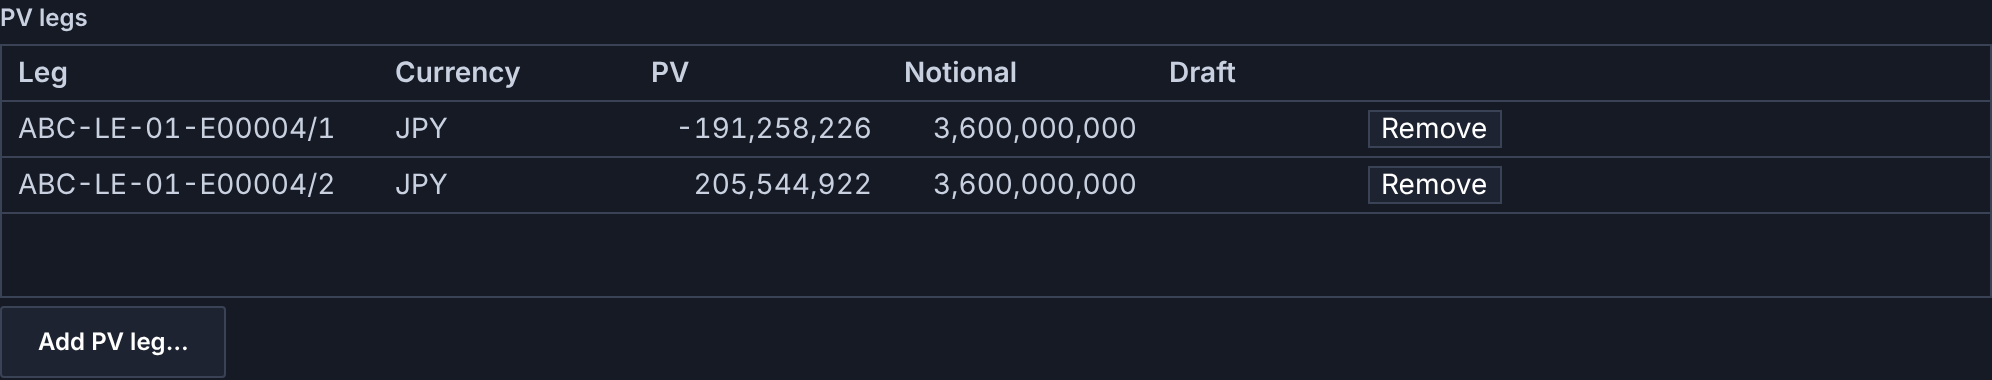 PV legs
Leg Currency PV Notional Draft
ABC-LE-01-E00004/1 JPY -191,258,226 3,600,000,000 Remove
ABC-LE-01-E00004/2 JPY 205,544,922 3,600,000,000 Remove
Add PV leg...